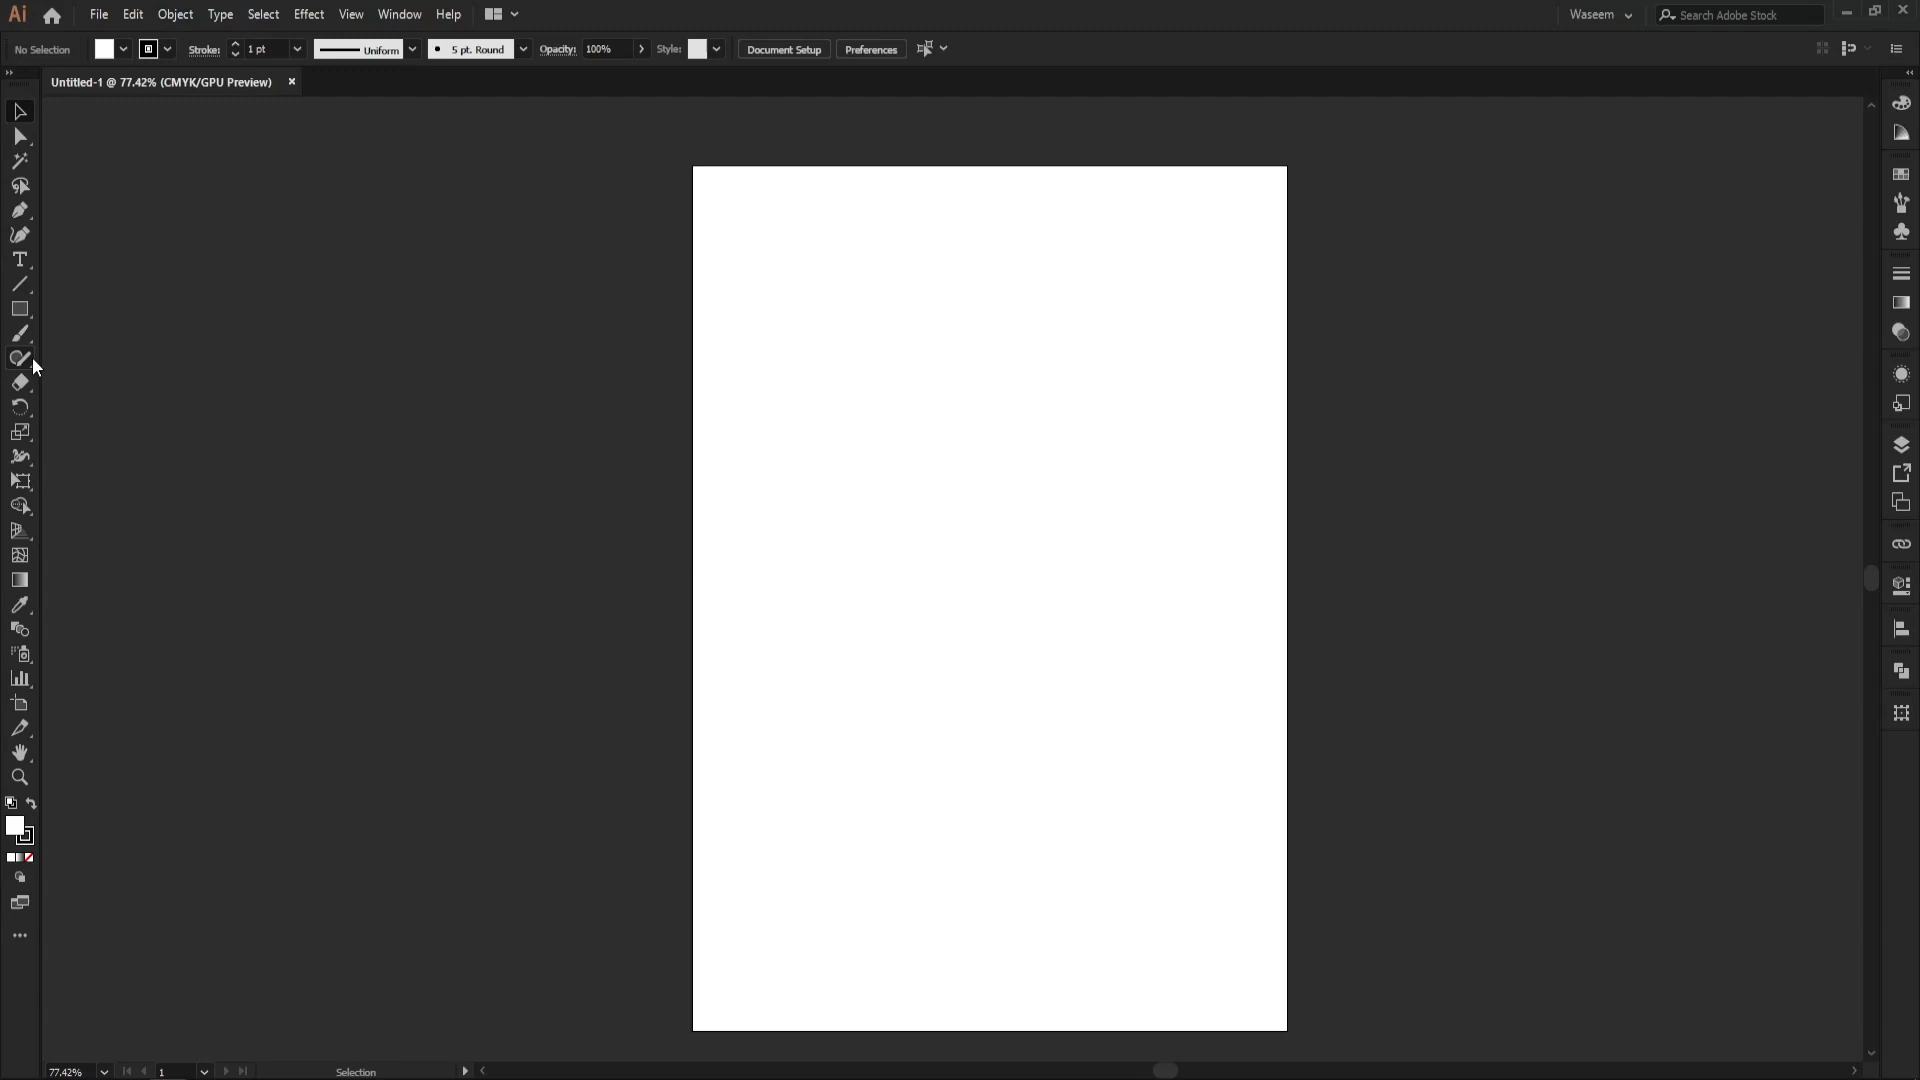 Ai File Edit Object Type Select Effect View Window Help Waseem Search Adobe Stock
No Selection Stroke: 1 pt Uniform 5 pt. Round Opacity: 100% Style: Document Setup Preferences
Untitled-1 @ 77.42% (CMYK/GPU Preview) ×
77.42% 1 Selection